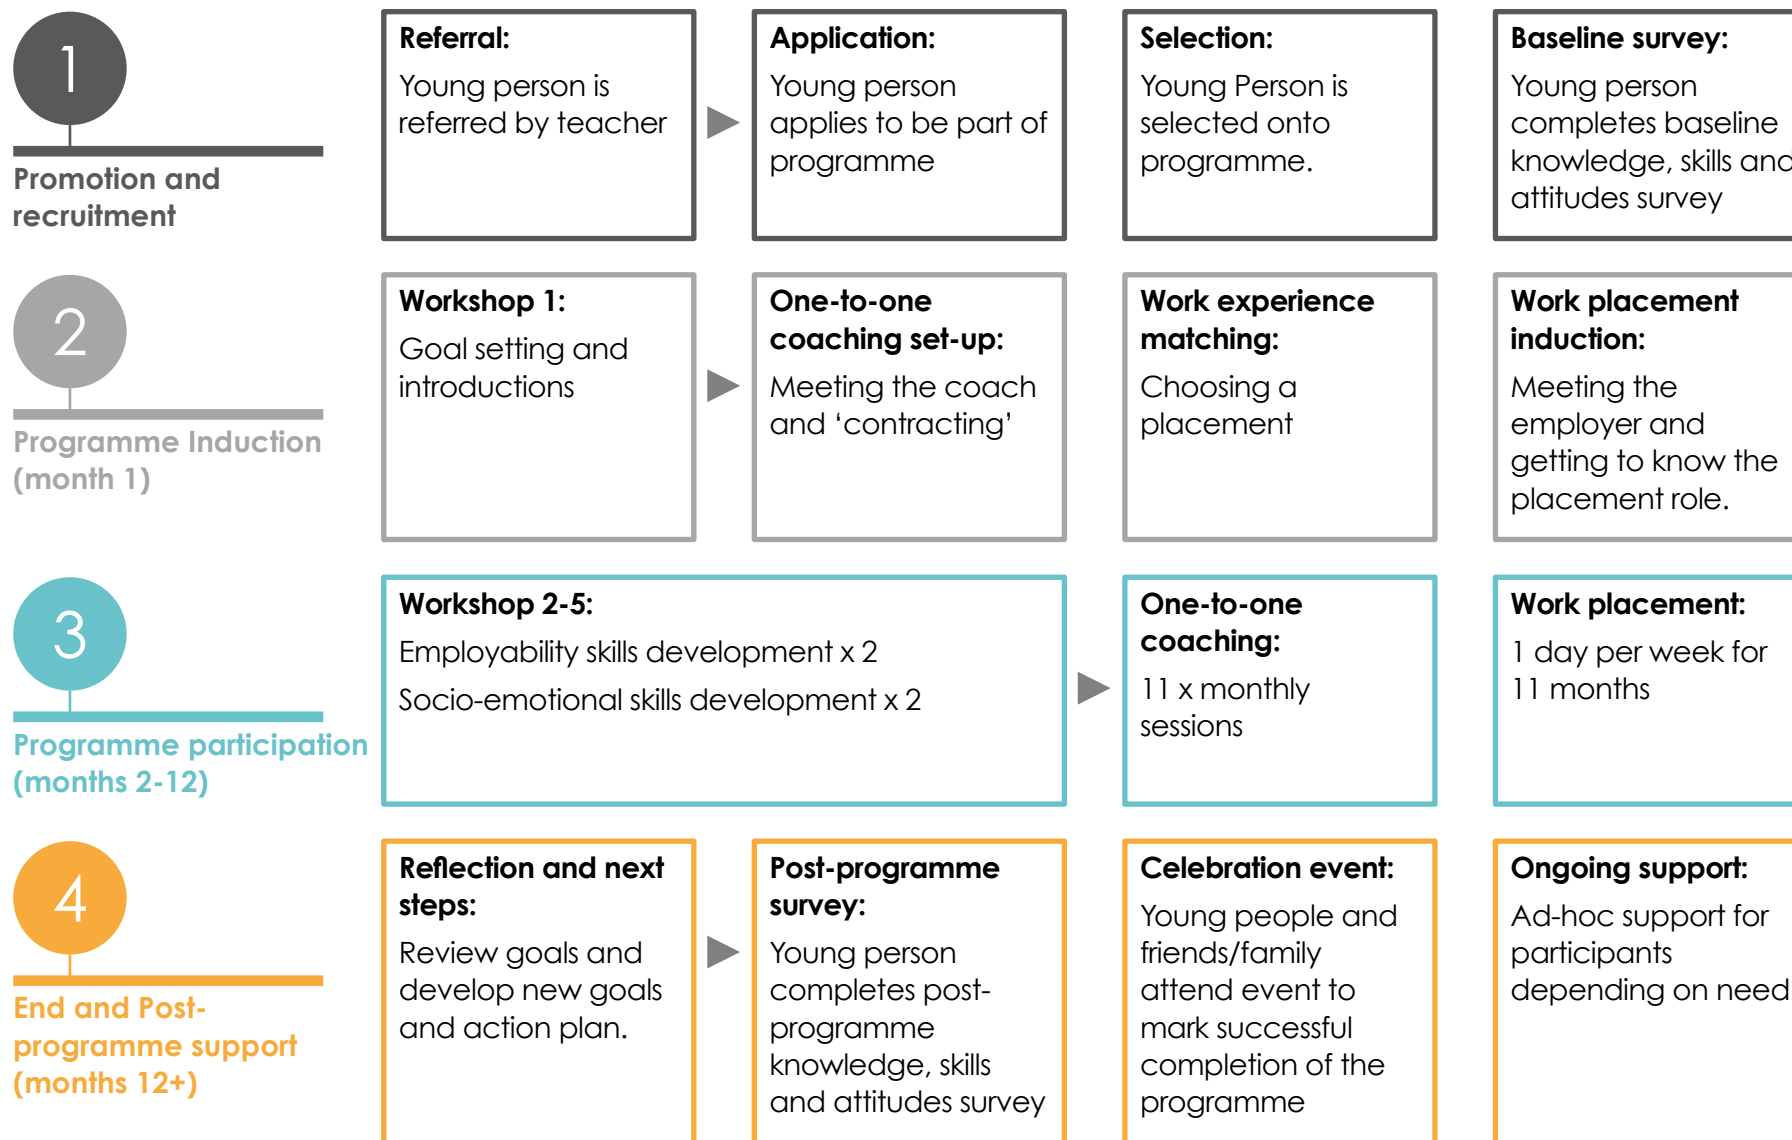 1
Promotion and
recruitment
Referral:
Young person is
referred by teacher
Application:
Young person
applies to be part of
programme
Selection:
Young Person is
selected onto
programme.
Baseline survey:
Young person
completes baseline
knowledge, skills and
attitudes survey
2
Programme Induction
(month 1)
Workshop 1:
Goal setting and
introductions
One-to-one
coaching set-up:
Meeting the coach
and ‘contracting’
Work experience
matching:
Choosing a
placement
Work placement
induction:
Meeting the
employer and
getting to know the
placement role.
3
Programme participation
(months 2-12)
Workshop 2-5:
Employability skills development x 2
Socio-emotional skills development x 2
One-to-one
coaching:
11 x monthly
sessions
Work placement:
1 day per week for
11 months
4
End and Post-
programme support
(months 12+)
Reflection and next
steps:
Review goals and
develop new goals
and action plan.
Post-programme
survey:
Young person
completes post-
programme
knowledge, skills
and attitudes survey
Celebration event:
Young people and
friends/family
attend event to
mark successful
completion of the
programme
Ongoing support:
Ad-hoc support for
participants
depending on need